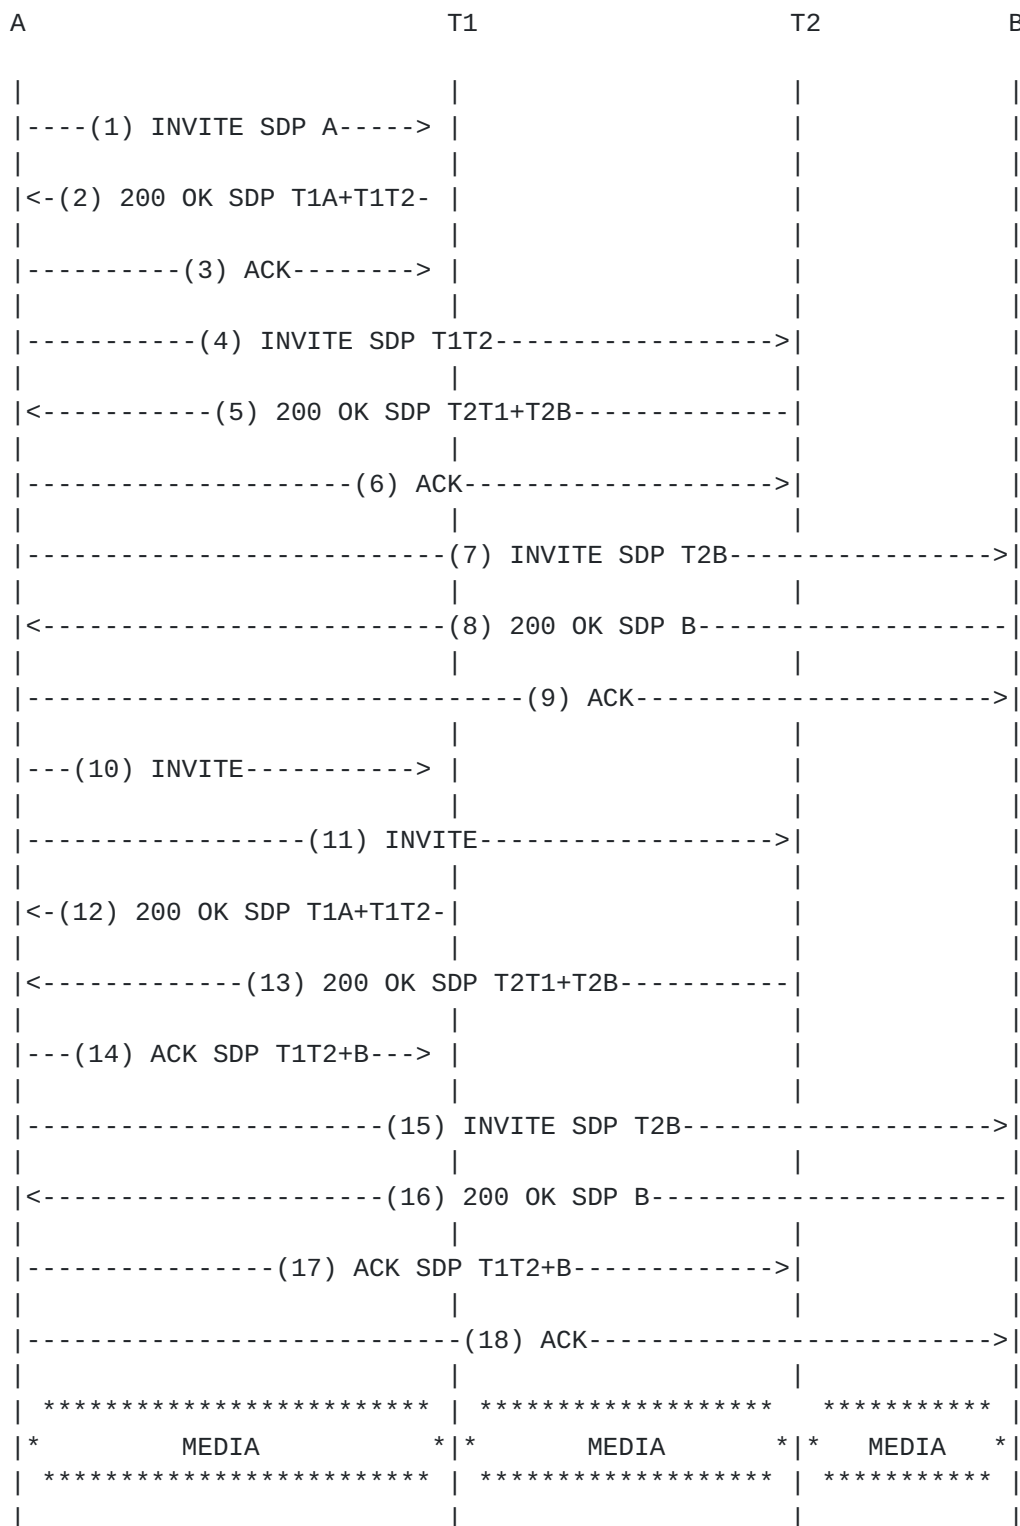 A                           T1                    T2            B

|                            |                     |             |
|----(1) INVITE SDP A-----> |                     |             |
|                            |                     |             |
|<-(2) 200 OK SDP T1A+T1T2- |                     |             |
|                            |                     |             |
|----------(3) ACK--------> |                     |             |
|                            |                     |             |
|-----------(4) INVITE SDP T1T2------------------>|             |
|                            |                     |             |
|<-----------(5) 200 OK SDP T2T1+T2B--------------|             |
|                            |                     |             |
|---------------------(6) ACK-------------------->|             |
|                            |                     |             |
|---------------------------(7) INVITE SDP T2B----------------->|
|                            |                     |             |
|<--------------------------(8) 200 OK SDP B--------------------|
|                            |                     |             |
|--------------------------------(9) ACK----------------------->|
|                            |                     |             |
|---(10) INVITE-----------> |                     |             |
|                            |                     |             |
|------------------(11) INVITE------------------->|             |
|                            |                     |             |
|<-(12) 200 OK SDP T1A+T1T2-|                     |             |
|                            |                     |             |
|<-------------(13) 200 OK SDP T2T1+T2B-----------|             |
|                            |                     |             |
|---(14) ACK SDP T1T2+B---> |                     |             |
|                            |                     |             |
|-----------------------(15) INVITE SDP T2B-------------------->|
|                            |                     |             |
|<----------------------(16) 200 OK SDP B-----------------------|
|                            |                     |             |
|----------------(17) ACK SDP T1T2+B------------->|             |
|                            |                     |             |
|----------------------------(18) ACK-------------------------->|
|                            |                     |             |
| ************************* | *******************   *********** |
|*         MEDIA           *|*       MEDIA       *|*   MEDIA   *|
| ************************* | ******************* | *********** |
|                            |                     |             |